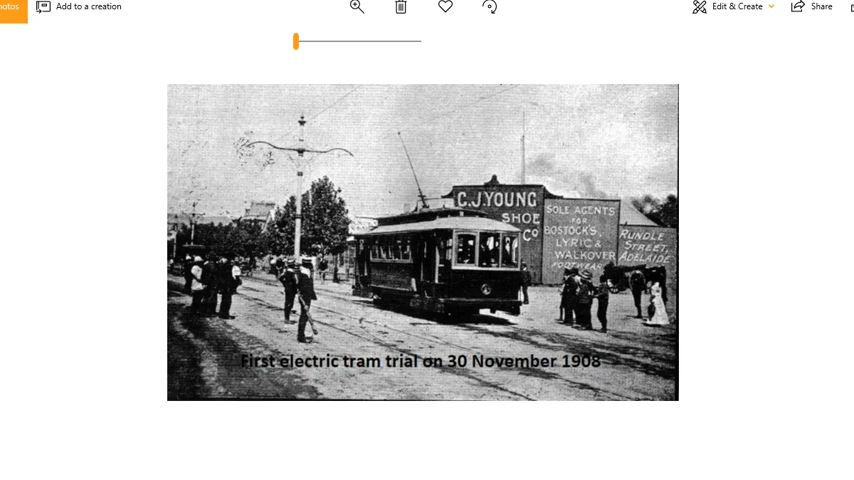 hotos
Add to a creation
Edit & Create
Share
C.J.YOUNG
SHOE
Co
SOLE AGENTS
FOR
BOSTOCK'S,
LYRIC &
WALKOVER
FOOTWEAR
RUNDLE
STREET,
ADELAIDE
First electric tram trial on 30 November 1908